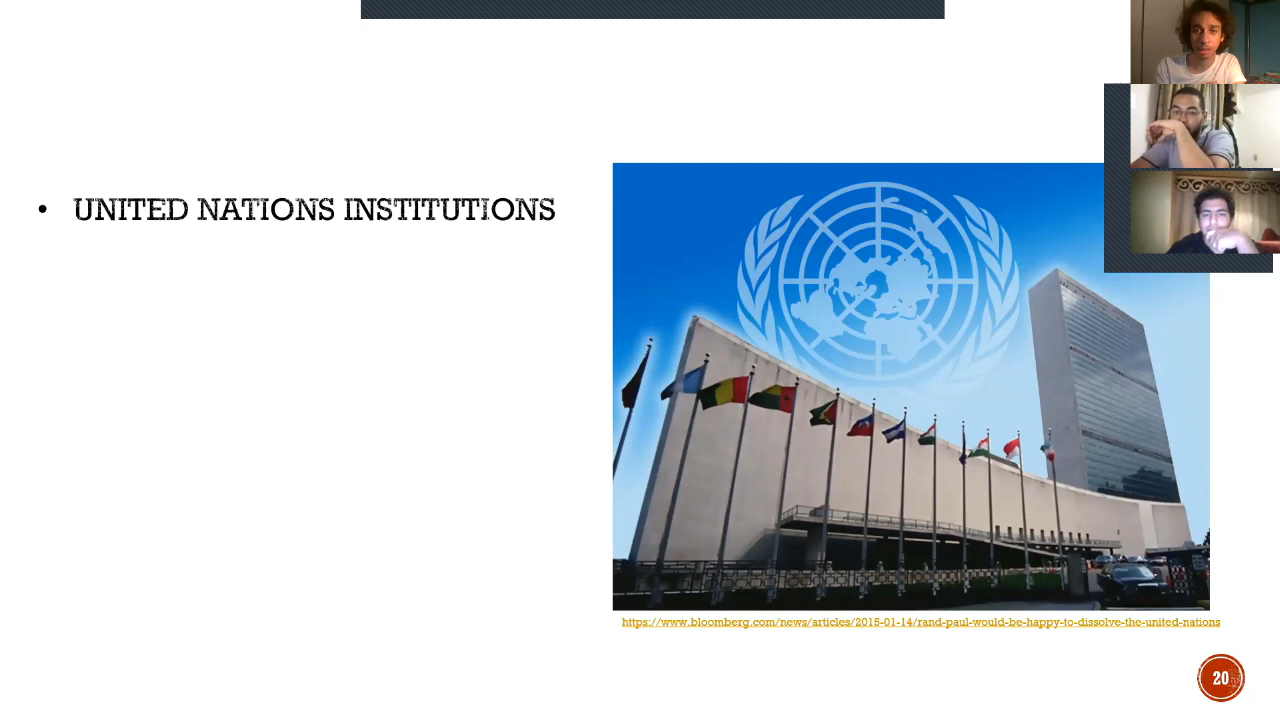 • UNITED NATIONS INSTITUTIONS
https://www.bloomberg.com/news/articles/2015-01-14/rand-paul-would-be-happy-to-dissolve-the-united-nations
20